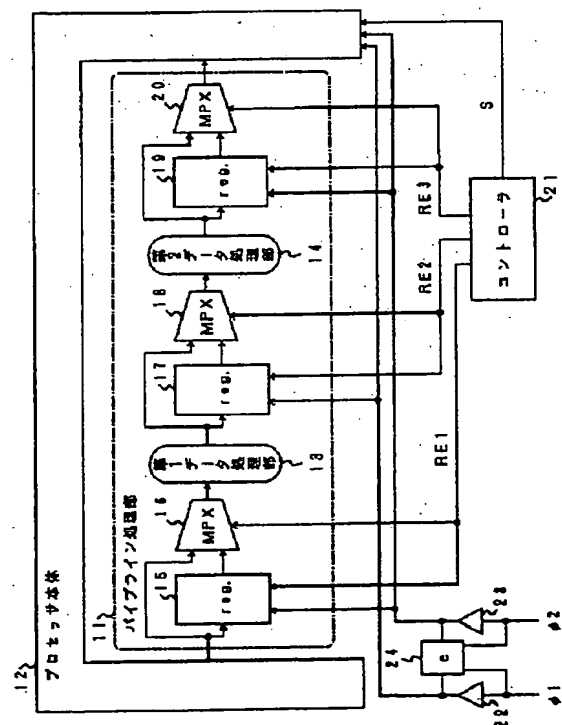 12
プロセッサ本体
11
パイプライン処理部
15
reg.
16
MPX
第1データ処理部
13
17
reg.
18
MPX
第2データ処理部
14
19
reg.
20
MPX
RE1
RE2
RE3
S
コントローラ
21
22
23
24
c
φ1
φ2